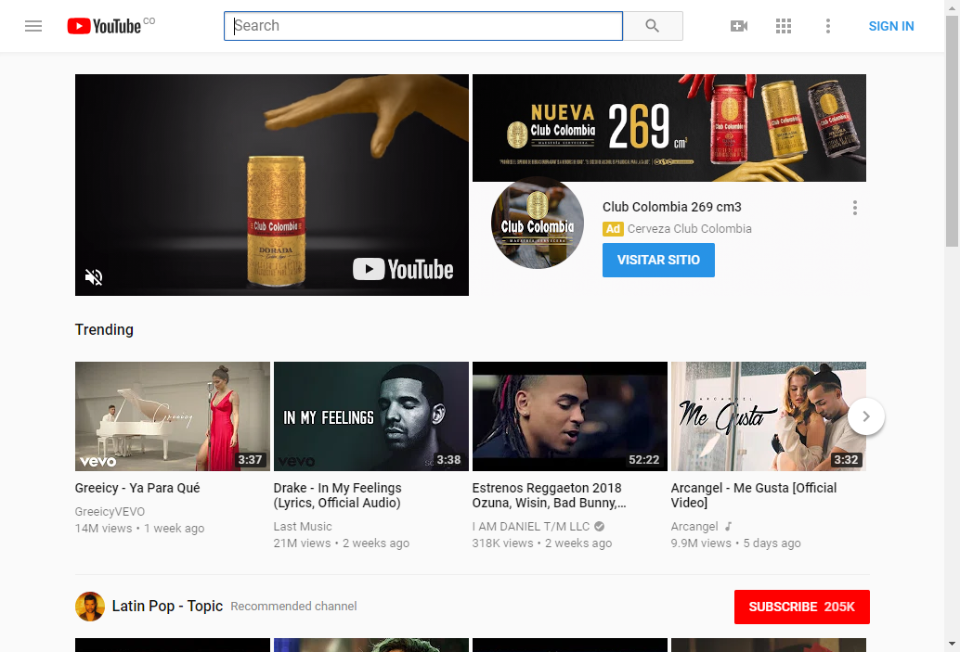 YouTube CO
Search
SIGN IN
Club Colombia
DORADA
YouTube
NUEVA
Club Colombia
269 cm³
Club Colombia
Club Colombia 269 cm3
Ad Cerveza Club Colombia
VISITAR SITIO
Trending
Greeicy
vevo
3:37
IN MY FEELINGS
vevo
3:38
52:22
ARCANGEL
Me Gusta
3:32
Greeicy - Ya Para Qué
GreeicyVEVO
14M views • 1 week ago
Drake - In My Feelings
(Lyrics, Official Audio)
Last Music
21M views • 2 weeks ago
Estrenos Reggaeton 2018
Ozuna, Wisin, Bad Bunny,...
I AM DANIEL T/M LLC
318K views • 2 weeks ago
Arcangel - Me Gusta [Official
Video]
Arcangel
9.9M views • 5 days ago
Latin Pop - Topic Recommended channel
SUBSCRIBE 205K